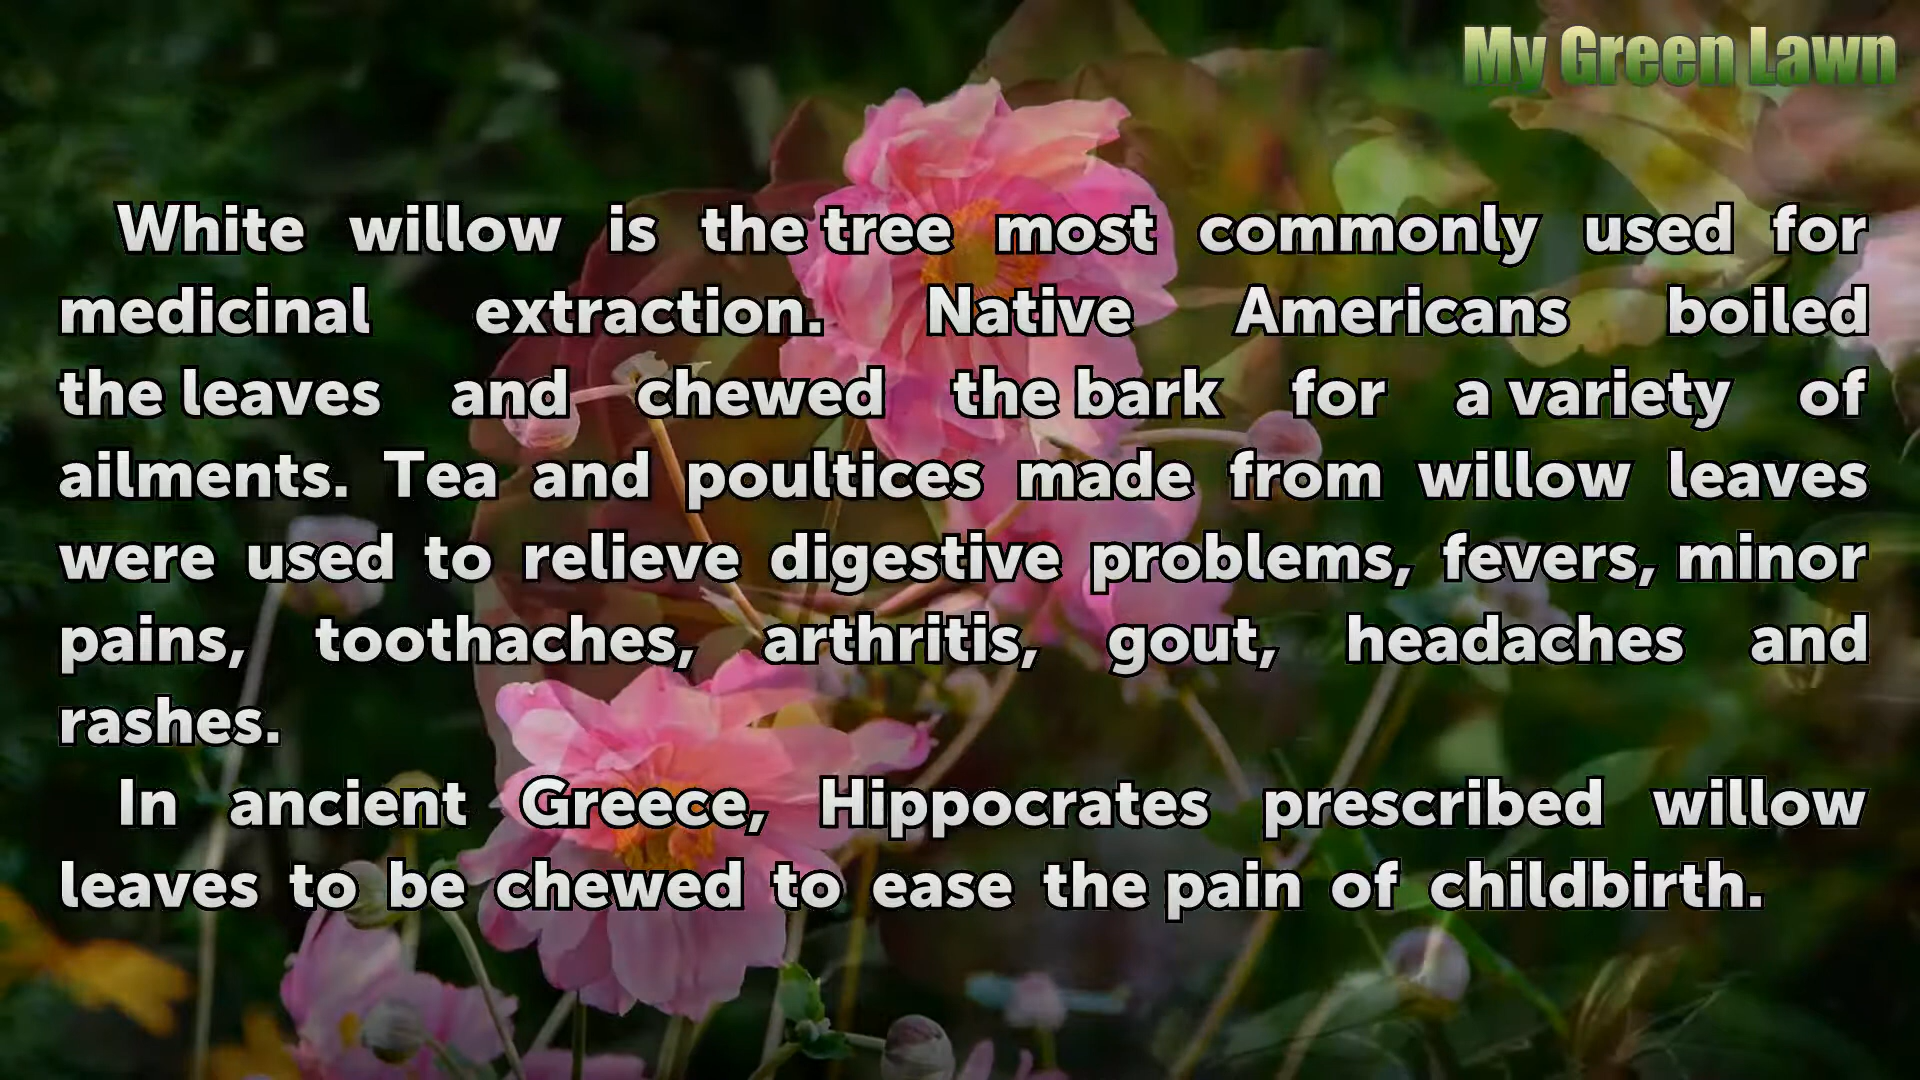 My Green Lawn
White willow is the tree most commonly used for
medicinal extraction. Native Americans boiled
the leaves and chewed the bark for a variety of
ailments. Tea and poultices made from willow leaves
were used to relieve digestive problems, fevers, minor
pains, toothaches, arthritis, gout, headaches and
rashes.
In ancient Greece, Hippocrates prescribed willow
leaves to be chewed to ease the pain of childbirth.